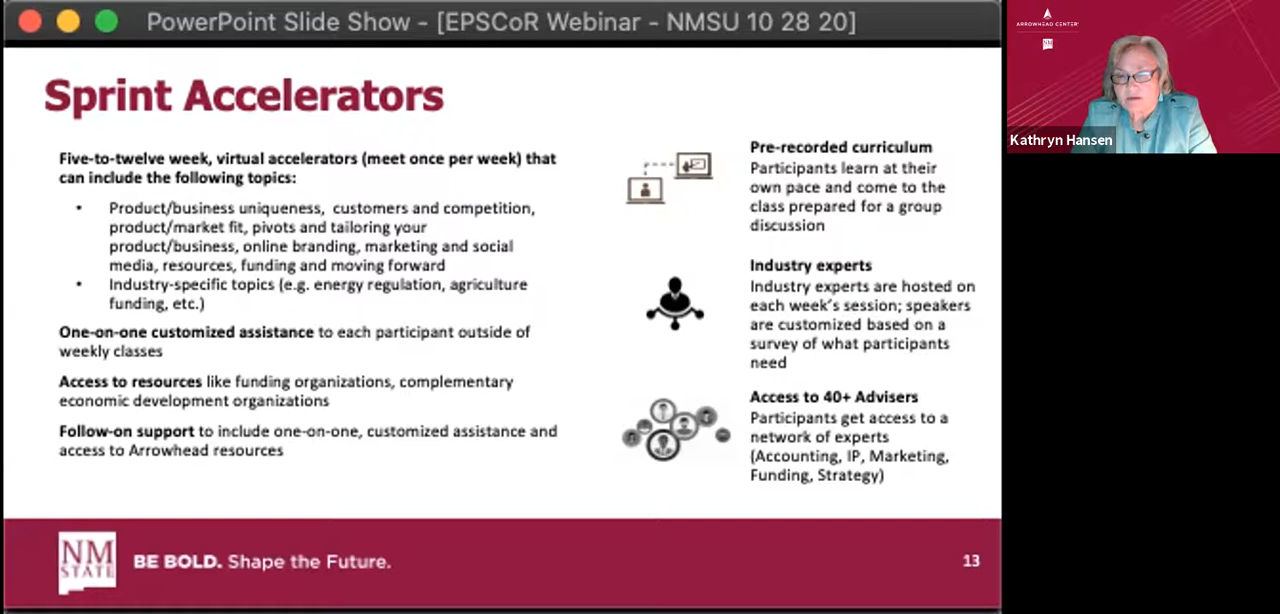 PowerPoint Slide Show - [EPSCoR Webinar - NMSU 10 28 20]
Sprint Accelerators
Five-to-twelve week, virtual accelerators (meet once per week) that
can include the following topics:
• Product/business uniqueness, customers and competition,
product/market fit, pivots and tailoring your
product/business, online branding, marketing and social
media, resources, funding and moving forward
• Industry-specific topics (e.g. energy regulation, agriculture
funding, etc.)
One-on-one customized assistance to each participant outside of
weekly classes
Access to resources like funding organizations, complementary
economic development organizations
Follow-on support to include one-on-one, customized assistance and
access to Arrowhead resources
Pre-recorded curriculum
Participants learn at their
own pace and come to the
class prepared for a group
discussion
Industry experts
Industry experts are hosted on
each week's session; speakers
are customized based on a
survey of what participants
need
Access to 40+ Advisers
Participants get access to a
network of experts
(Accounting, IP, Marketing,
Funding, Strategy)
NM
STATE
BE BOLD. Shape the Future.
13
ARROWHEAD CENTER
NM
Kathryn Hansen